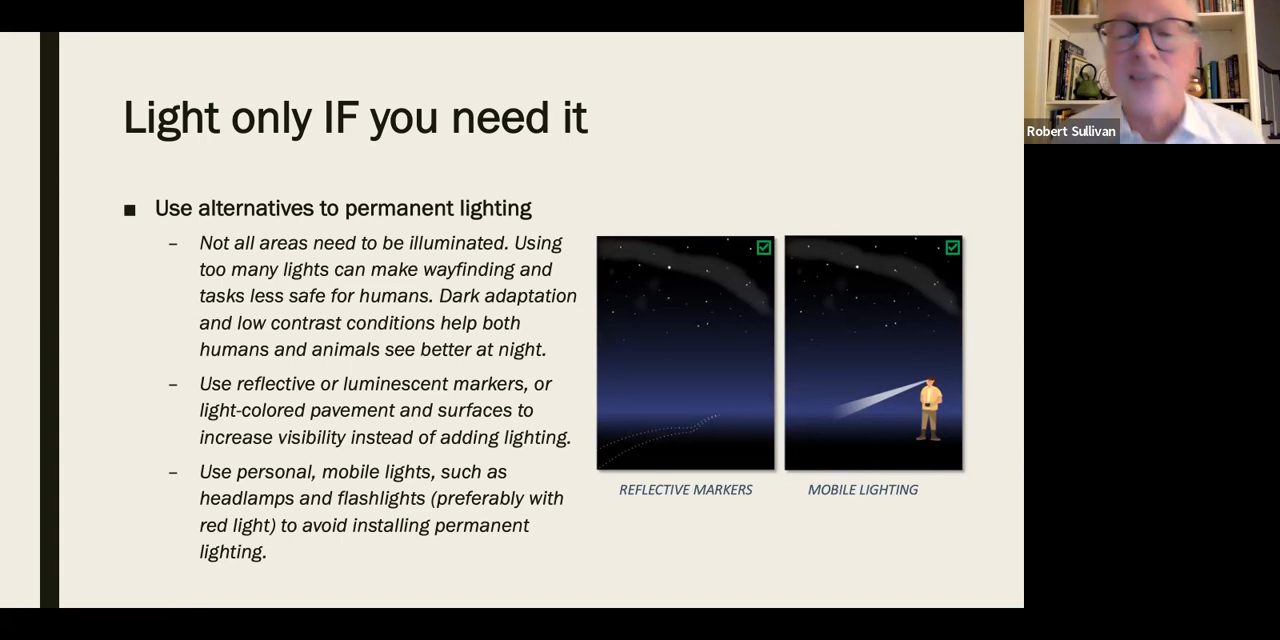 Light only IF you need it
■ Use alternatives to permanent lighting
– Not all areas need to be illuminated. Using
too many lights can make wayfinding and
tasks less safe for humans. Dark adaptation
and low contrast conditions help both
humans and animals see better at night.
– Use reflective or luminescent markers, or
light-colored pavement and surfaces to
increase visibility instead of adding lighting.
– Use personal, mobile lights, such as
headlamps and flashlights (preferably with
red light) to avoid installing permanent
lighting.
REFLECTIVE MARKERS
MOBILE LIGHTING
Robert Sullivan